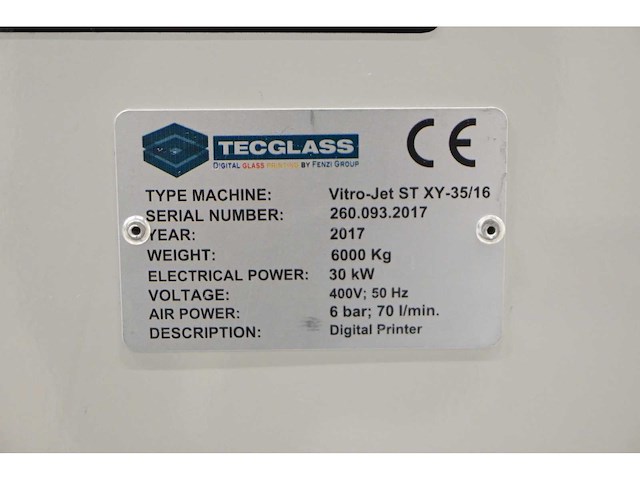 TECGLASS
DIGITAL GLASS PRINTING BY FENZI GROUP
CE
TYPE MACHINE: Vitro-Jet ST XY-35/16
SERIAL NUMBER: 260.093.2017
YEAR: 2017
WEIGHT: 6000 Kg
ELECTRICAL POWER: 30 kW
VOLTAGE: 400V; 50 Hz
AIR POWER: 6 bar; 70 l/min.
DESCRIPTION: Digital Printer